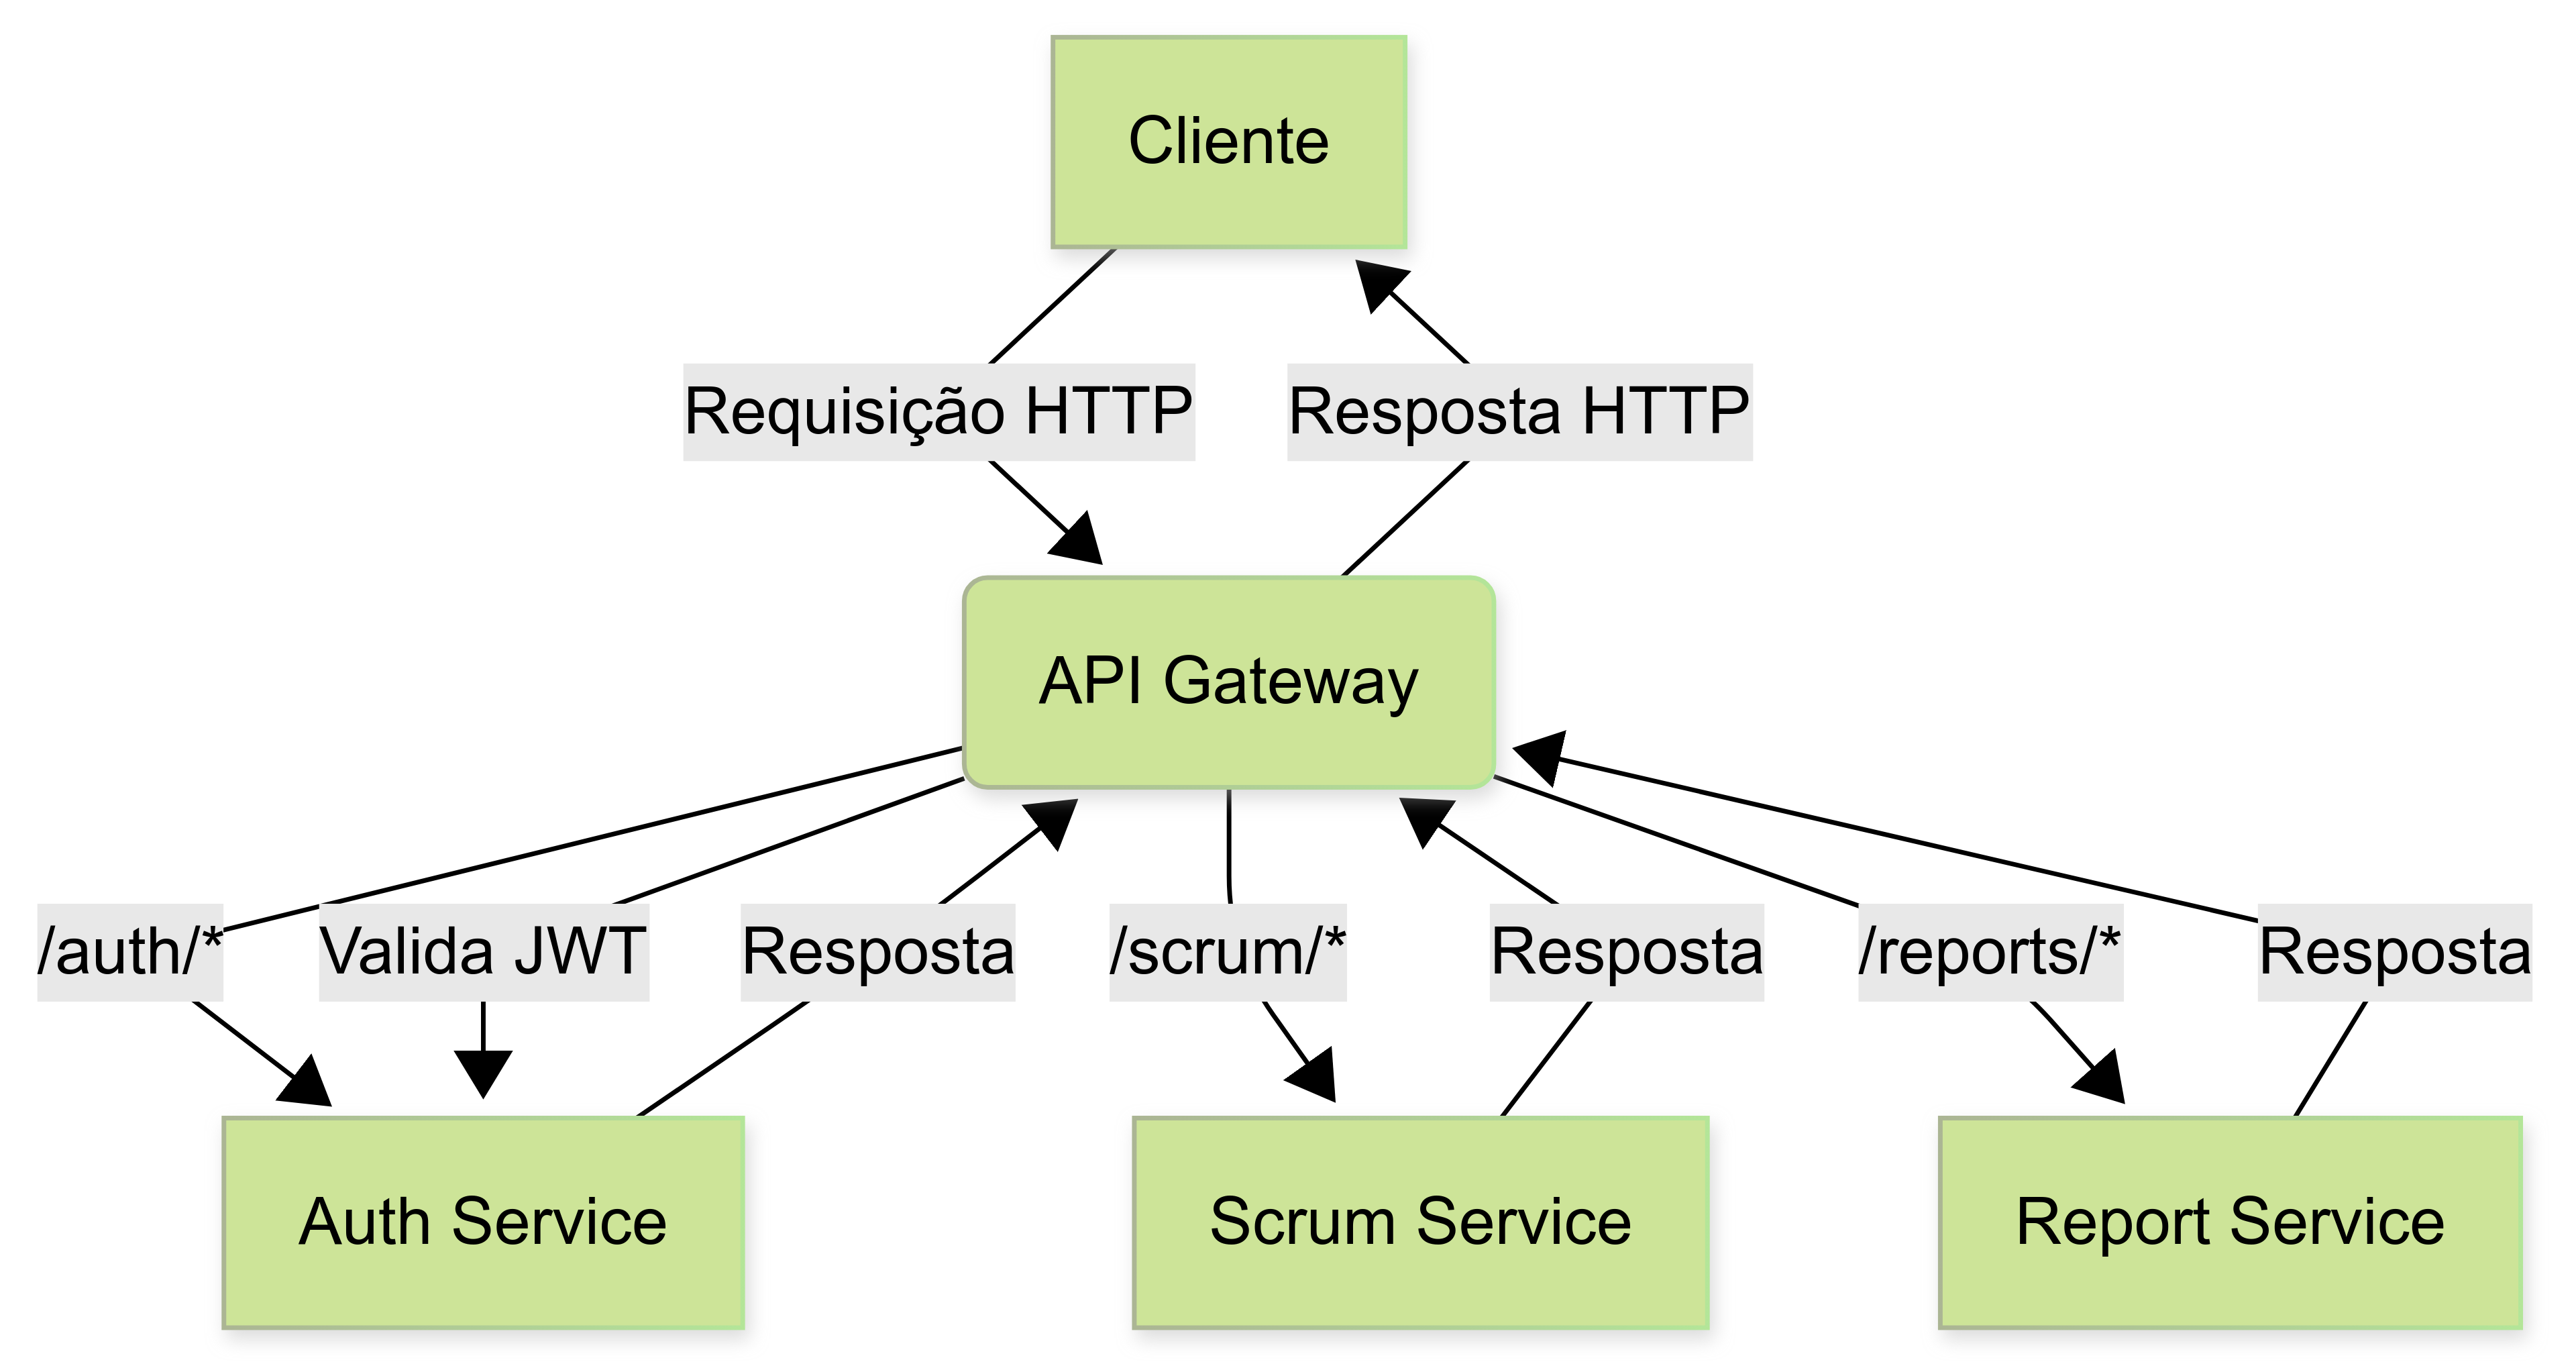 Cliente
Requisição HTTP
Resposta HTTP
API Gateway
/auth/*
Valida JWT
Resposta
/scrum/*
Resposta
/reports/*
Resposta
Auth Service
Scrum Service
Report Service